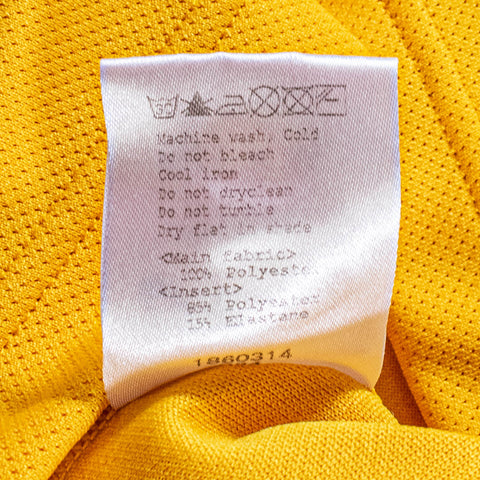 30
Machine wash, Cold
Do not bleach
Cool iron
Do not dryclean
Do not tumble
Dry flat in shade
<Main fabric>
100% Polyester
<Insert>
85% Polyester
15% Elastane
1860314